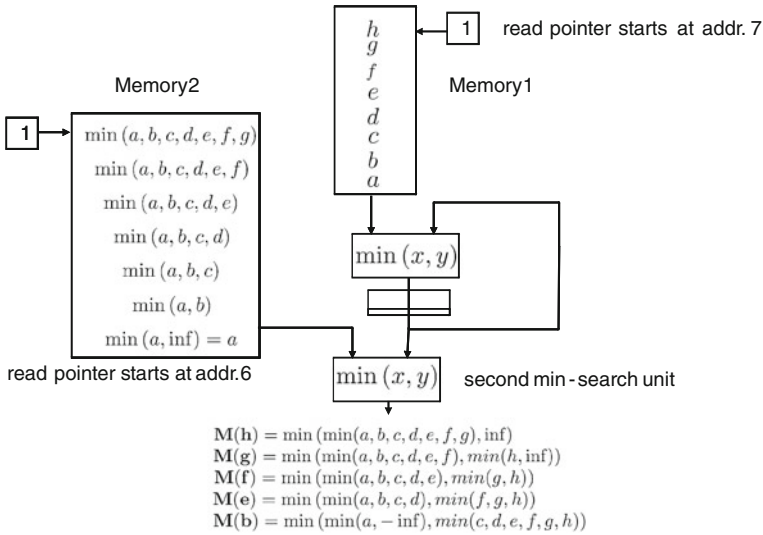 1
read pointer starts at addr. 7
h
g
f
e
d
c
b
a
Memory1
Memory2
1
min (a, b, c, d, e, f, g)
min (a, b, c, d, e, f)
min (a, b, c, d, e)
min (a, b, c, d)
min (a, b, c)
min (a, b)
min (a, inf) = a
read pointer starts at addr.6
min (x, y)
min (x, y)
second min-search unit
M(h) = min (min(a, b, c, d, e, f, g), inf)
M(g) = min (min(a, b, c, d, e, f), min(h, inf))
M(f) = min (min(a, b, c, d, e), min(g, h))
M(e) = min (min(a, b, c, d), min(f, g, h))
M(b) = min (min(a, − inf), min(c, d, e, f, g, h))